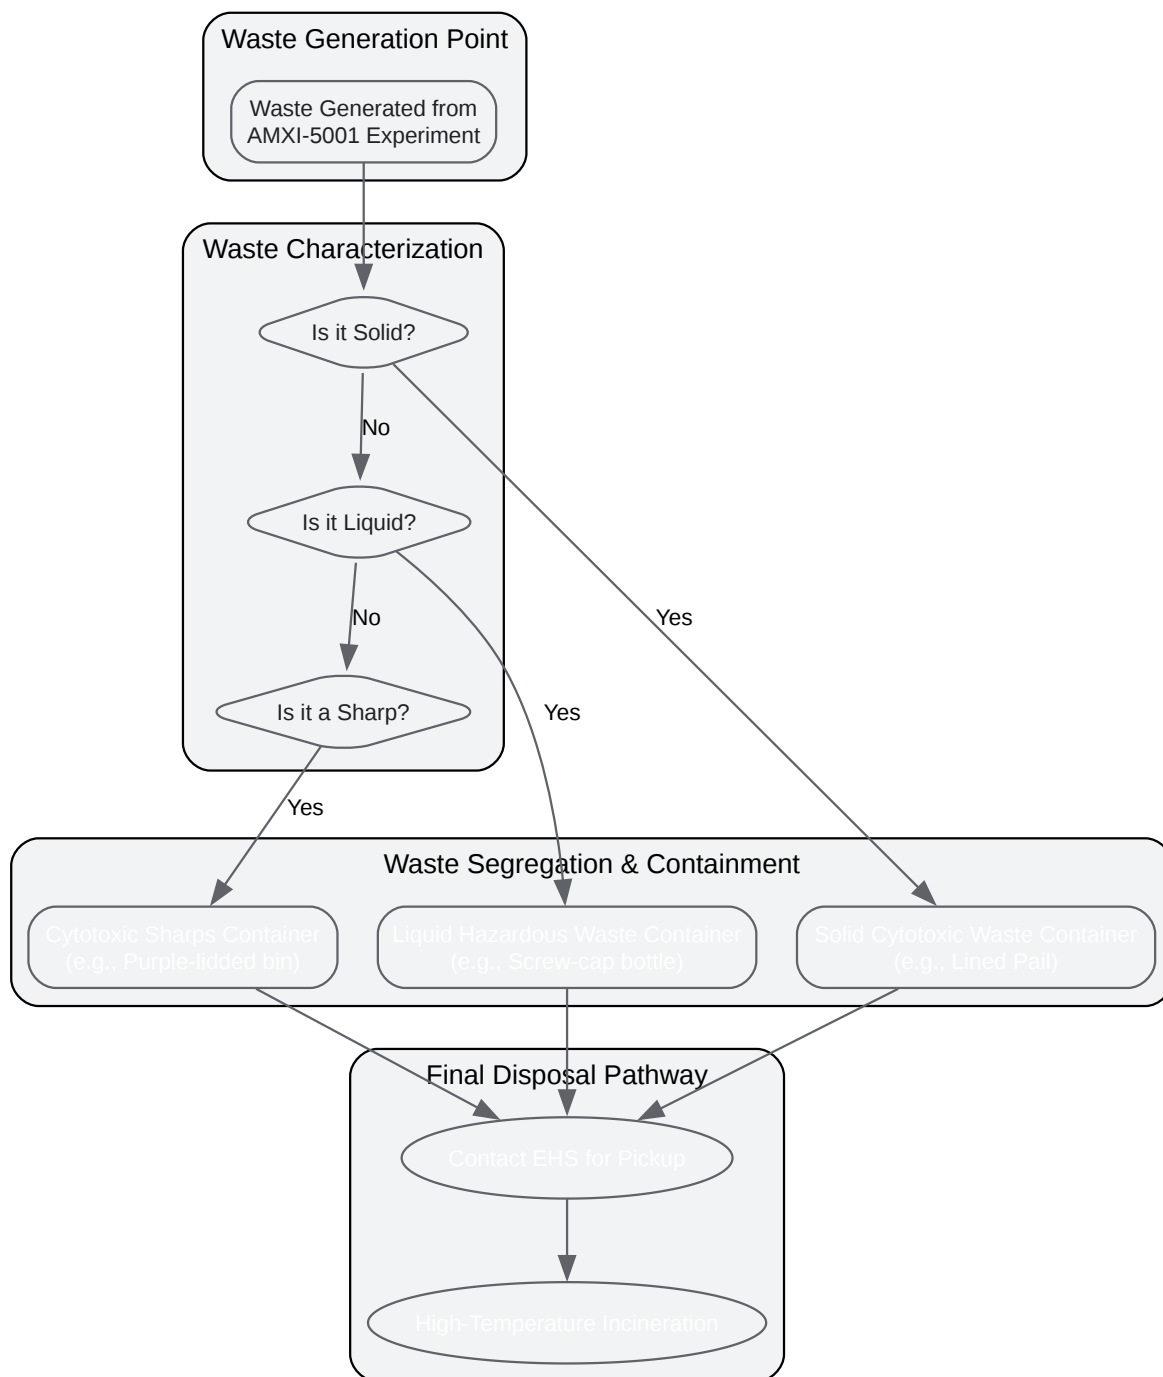 Waste Generation Point
Waste Generated from
AMXI-5001 Experiment
Waste Characterization
Is it Solid?
No
Is it Liquid?
No
Yes
Is it a Sharp?
Yes
Yes
Waste Segregation & Containment
Cytotoxic Sharps Container
(e.g., Purple-lidded bin)
Liquid Hazardous Waste Container
(e.g., Screw-cap bottle)
Solid Cytotoxic Waste Container
(e.g., Lined Pail)
Final Disposal Pathway
Contact EHS for Pickup
High-Temperature Incineration